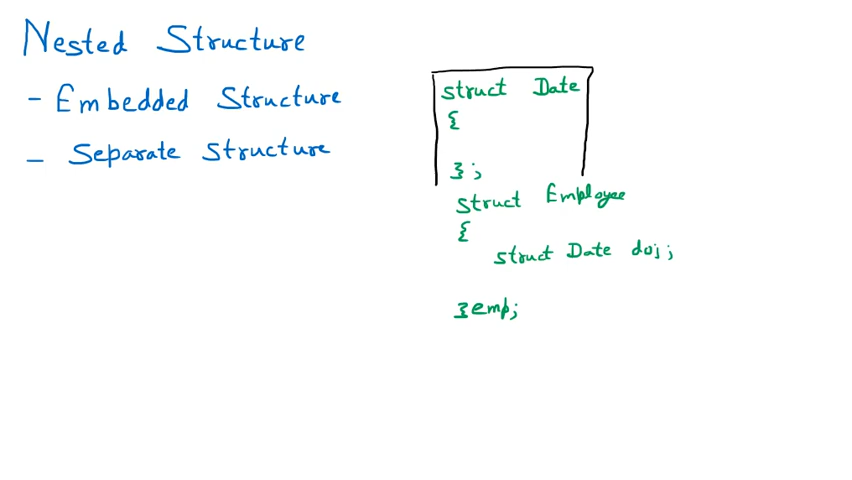 Nested Structure
- Embedded Structure
- Separate Structure
struct Date
{
};
struct Employee
{
struct Date doj;
}emp;